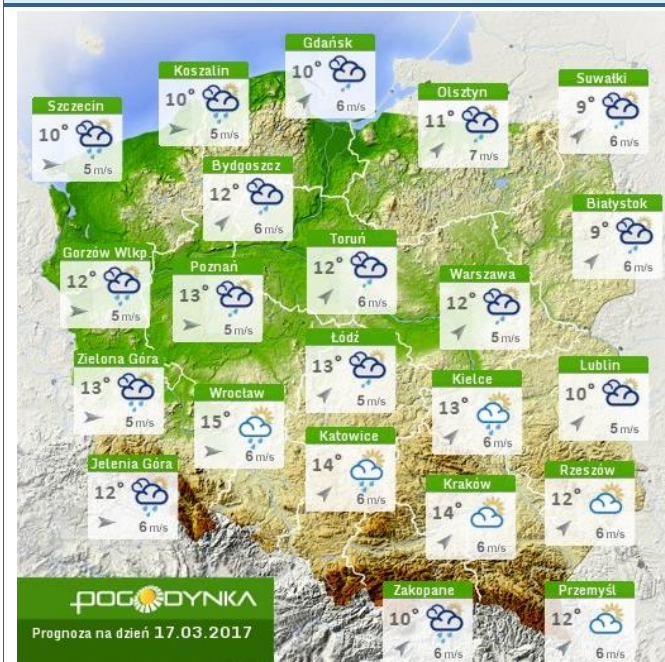 Gdańsk
10°
6 m/s
Koszalin
10°
5 m/s
Szczecin
10°
5 m/s
Olsztyn
11°
7 m/s
Suwałki
9°
6 m/s
Bydgoszcz
12°
6 m/s
Białystok
9°
6 m/s
Gorzów Wlkp
12°
5 m/s
Poznań
13°
5 m/s
Toruń
12°
6 m/s
Warszawa
12°
5 m/s
Zielona Góra
13°
5 m/s
Wrocław
15°
6 m/s
Łódź
13°
5 m/s
Kielce
13°
6 m/s
Lublin
10°
5 m/s
Jelenia Góra
12°
6 m/s
Katowice
14°
6 m/s
Kraków
14°
6 m/s
Rzeszów
12°
6 m/s
Zakopane
10°
6 m/s
Przemyśl
12°
6 m/s
POGODYNKA
Prognoza na dzień 17.03.2017